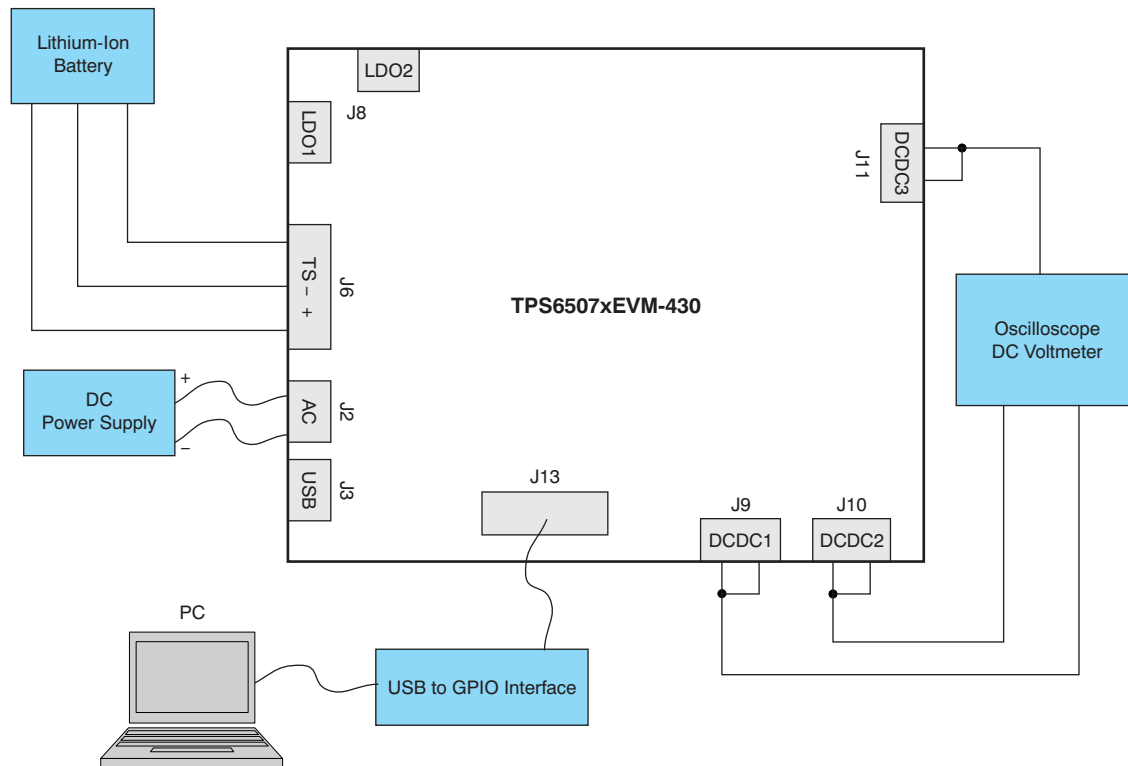 Lithium-Ion
Battery
LDO2
LDO1
J8
DCDC3
J11
TS – +
J6
TPS6507xEVM-430
Oscilloscope
DC Voltmeter
DC
Power Supply
+
–
AC
J2
USB
J3
J13
J9
DCDC1
J10
DCDC2
PC
USB to GPIO Interface